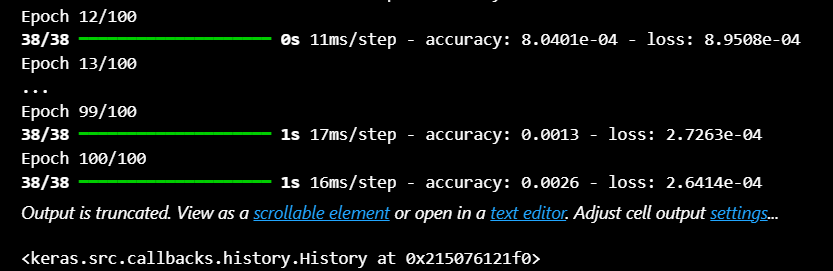 Epoch 12/100
38/38 ━━━━━━━━━━━━━━━━━━━━ 0s 11ms/step - accuracy: 8.0401e-04 - loss: 8.9508e-04
Epoch 13/100
...
Epoch 99/100
38/38 ━━━━━━━━━━━━━━━━━━━━ 1s 17ms/step - accuracy: 0.0013 - loss: 2.7263e-04
Epoch 100/100
38/38 ━━━━━━━━━━━━━━━━━━━━ 1s 16ms/step - accuracy: 0.0026 - loss: 2.6414e-04
Output is truncated. View as a scrollable element or open in a text editor. Adjust cell output settings...
<keras.src.callbacks.history.History at 0x215076121f0>